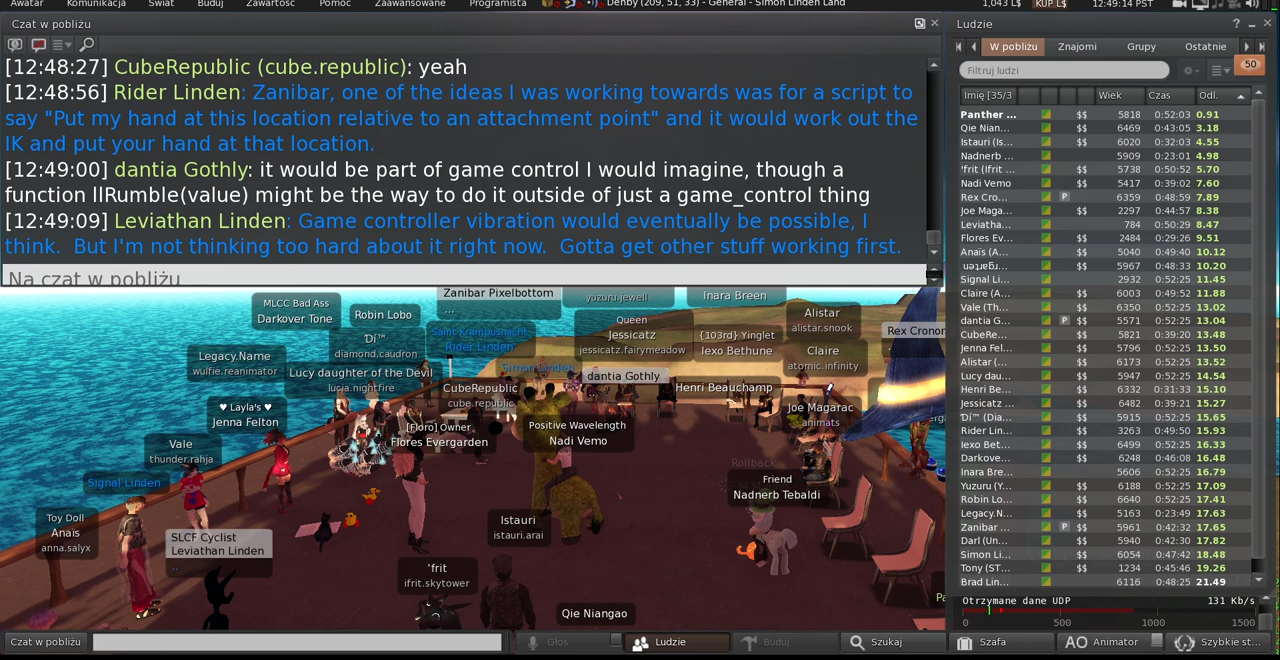 Awatar Komunikacja Świat Buduj Zawartość Pomoc Zaawansowane Programista Denby (209, 51, 33) - General - Simon Linden Land 1,043 L$ KUP L$ 12:49:14 PST
Czat w pobliżu
[12:48:27] CubeRepublic (cube.republic): yeah
[12:48:56] Rider Linden: Zanibar, one of the ideas I was working towards was for a script to
say "Put my hand at this location relative to an attachment point" and it would work out the
IK and put your hand at that location.
[12:49:00] dantia Gothly: it would be part of game control I would imagine, though a
function llRumble(value) might be the way to do it outside of just a game_control thing
[12:49:09] Leviathan Linden: Game controller vibration would eventually be possible, I
think. But I'm not thinking too hard about it right now. Gotta get other stuff working first.
Na czat w pobliżu
MLCC Bad Ass
Darkover Tone
Robin Lobo
Zanibar Pixelbottom
...
yuzuru.jewell
Inara Breen
Alistar
alistar.snook
Rex Cronor
Ɗí™
diamond.caudron
Saint Krampusnacht
Rider Linden
Queen
Jessicatz
jessicatz.fairymeadow
{103rd} Yinglet
Iexo Bethune
Claire
atomic.infinity
Legacy.Name
wulfie.reanimator
Lucy daughter of the Devil
lucia.nightfire
Simon Linden
dantia Gothly
CubeRepublic
cube.republic
Henri Beauchamp
Joe Magarac
animats
♥ Layla's ♥
Jenna Felton
[Floro] Owner
Flores Evergarden
Positive Wavelength
Nadi Vemo
Vale
thunder.rahja
Signal Linden
Rollback
Friend
Nadnerb Tebaldi
Toy Doll
Anaïs
anna.salyx
SLCF Cyclist
Leviathan Linden
...
Istauri
istauri.arai
'frit
ifrit.skytower
Qie Niangao
Ludzie
W pobliżu Znajomi Grupy Ostatnie
Filtruj ludzi
50
Imię [35/3 Wiek Czas Odl.
Panther ... $$ 5818 0:52:03 0.91
Qie Nian... $$ 6469 0:43:05 3.18
Istauri (Is... $$ 6020 0:32:03 4.55
Nadnerb ... 5909 0:23:01 4.98
'frit (Ifrit ... $$ 5738 0:50:52 5.70
Nadi Vemo $$ 5417 0:39:02 7.60
Rex Cro... P 6359 0:48:59 7.89
Joe Maga... $$ 2297 0:44:57 8.38
Leviatha... 784 0:50:29 8.47
Flores Ev... $$ 2484 0:29:26 9.51
Anaïs (A... $$ 5040 0:49:40 10.12
$$ 5967 0:48:33 10.20
Signal Li... 2932 0:52:25 11.45
Claire (A... $$ 6003 0:49:52 11.88
Vale (Th... $$ 6350 0:52:25 13.02
dantia G... P $$ 5571 0:52:25 13.04
CubeRe... $$ 5821 0:39:20 13.48
Jenna Fel... $$ 5796 0:52:25 13.50
Alistar (... $$ 6173 0:52:25 13.52
Lucy dau... $$ 5947 0:52:25 14.54
Henri Be... $$ 6332 0:31:33 15.10
Jessicatz ... $$ 6482 0:39:21 15.27
Ɗí™ (Dia... $$ 5915 0:52:25 15.65
Rider Lin... $$ 3263 0:49:50 15.93
Iexo Bet... $$ 6499 0:52:25 16.33
Darkove... $$ 6248 0:46:08 16.48
Inara Bre... 5606 0:52:25 16.79
Yuzuru (Y... $$ 6188 0:52:25 17.09
Robin Lo... $$ 6640 0:52:25 17.41
Legacy.N... $$ 5163 0:23:49 17.63
Zanibar ... P $$ 5961 0:42:32 17.65
Darl (Un... $$ 5940 0:42:30 17.82
Simon Li... $$ 6054 0:47:42 18.48
Tony (ST... $$ 1234 0:45:46 19.26
Brad Lin... 6116 0:48:25 21.49
Otrzymane dane UDP 131 Kb/s
0 500 1000 1500
Czat w pobliżu Głos Ludzie Buduj Szukaj Szafa AO Animator Szybkie st...